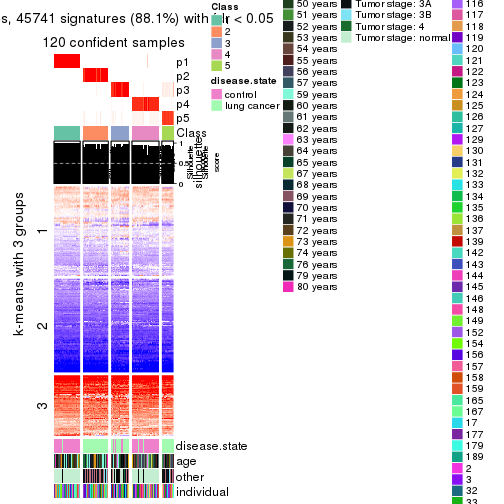 s, 45741 signatures (88.1%) with fdr < 0.05
120 confident samples
p1
p2
p3
p4
p5
Class
1
0
silhouette
score
k-means with 3 groups
1
2
3
disease.state
age
other
individual
Class
1
2
3
4
5
disease.state
control
lung cancer
50 years
51 years
52 years
53 years
54 years
55 years
56 years
57 years
59 years
60 years
61 years
62 years
63 years
64 years
65 years
67 years
68 years
69 years
70 years
71 years
72 years
73 years
74 years
76 years
79 years
80 years
Tumor stage: 3A
Tumor stage: 3B
Tumor stage: 4
Tumor stage: normal
116
117
118
119
120
121
122
123
124
125
126
127
129
130
131
132
133
134
135
136
137
139
142
143
144
145
146
148
149
152
154
156
157
158
159
165
167
17
177
179
189
2
3
32
33